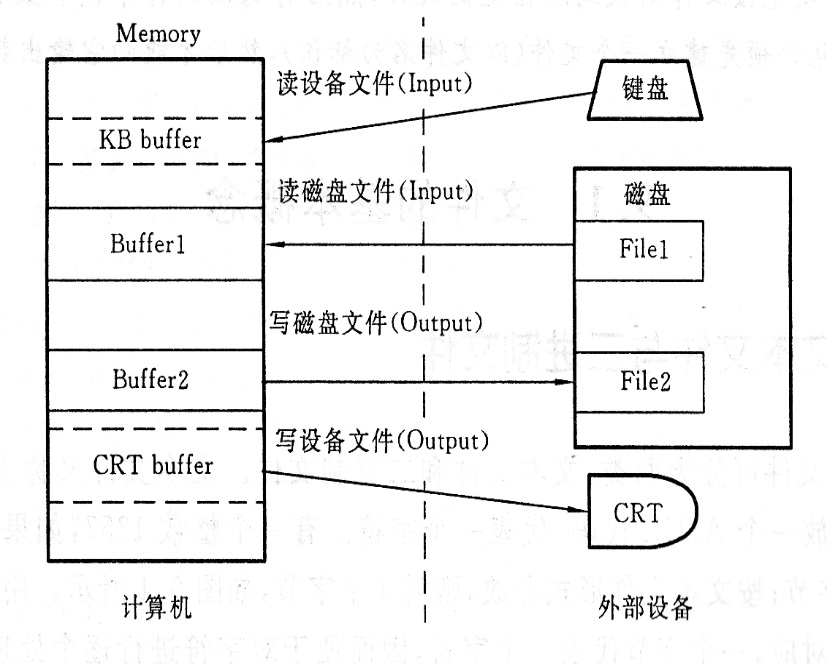 Memory
读设备文件(Input)
键盘
KB buffer
读磁盘文件(Input)
磁盘
Buffer1
File1
写磁盘文件(Output)
Buffer2
File2
写设备文件(Output)
CRT buffer
CRT
计算机
外部设备